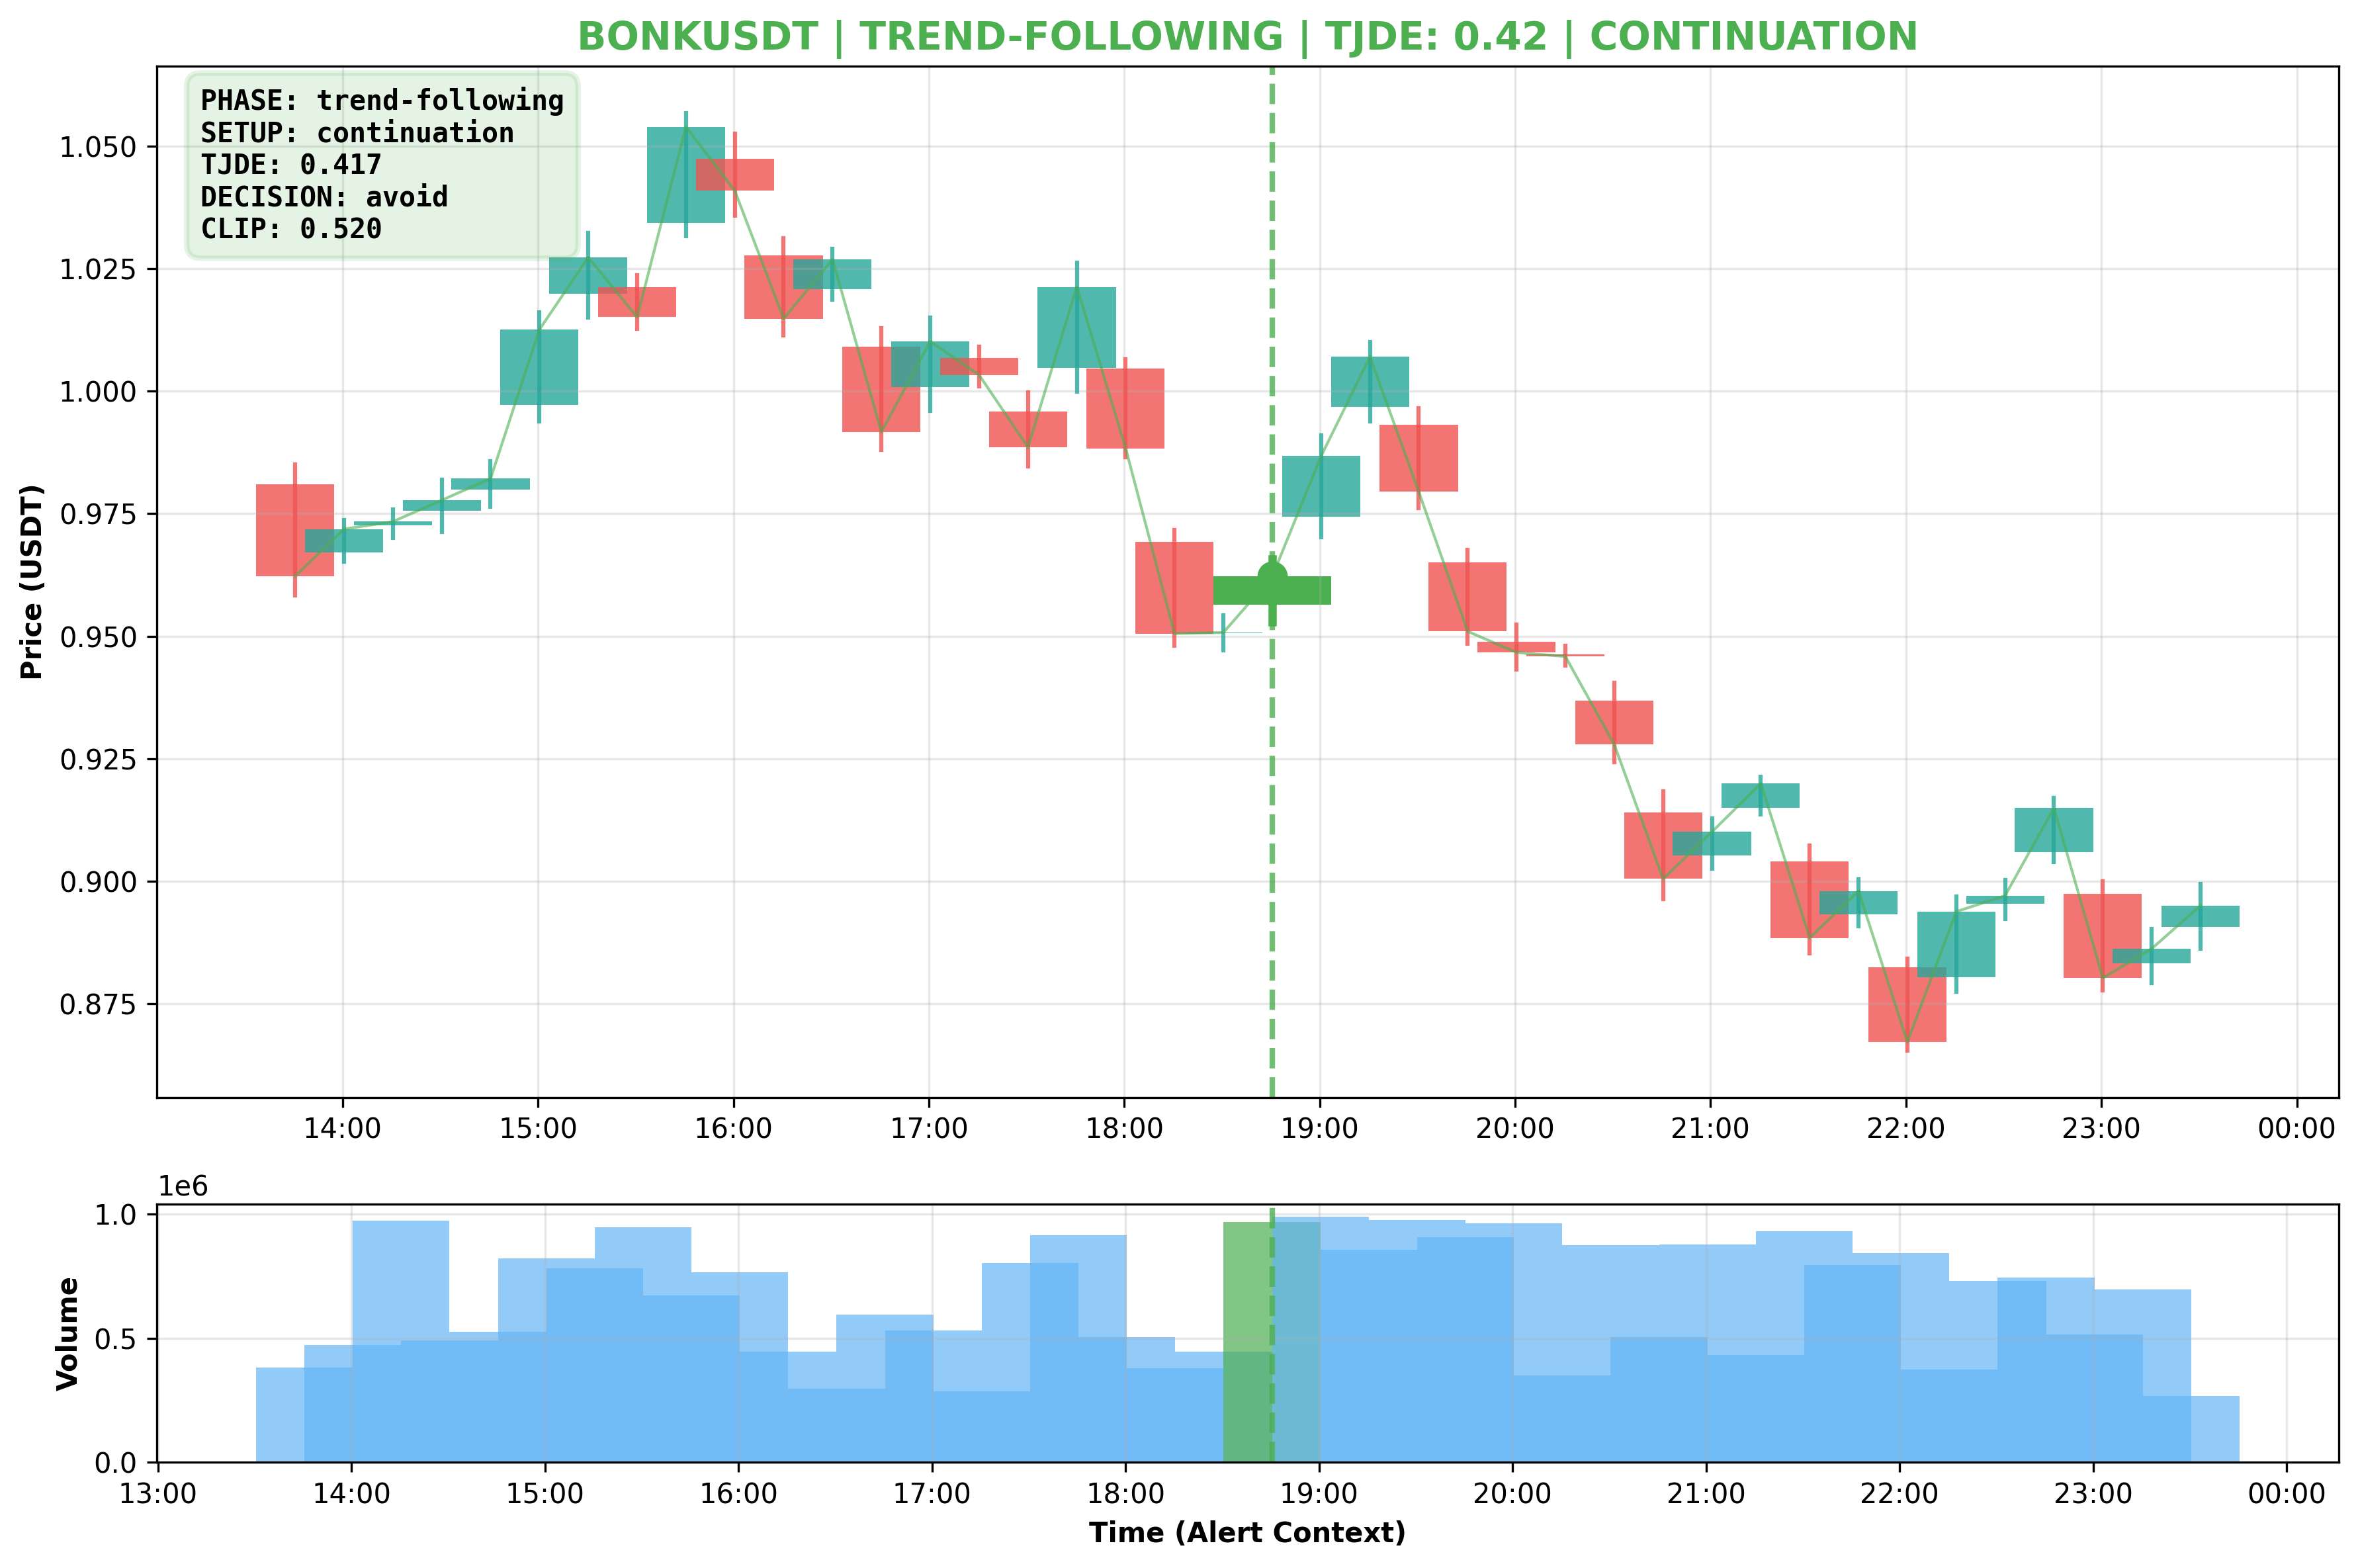 BONKUSDT | TREND-FOLLOWING | TJDE: 0.42 | CONTINUATION
PHASE: trend-following
SETUP: continuation
TJDE: 0.417
DECISION: avoid
CLIP: 0.520
Price (USDT)
1.050
1.025
1.000
0.975
0.950
0.925
0.900
0.875
14:00 15:00 16:00 17:00 18:00 19:00 20:00 21:00 22:00 23:00 00:00
1e6
Volume
1.0
0.5
0.0
13:00 14:00 15:00 16:00 17:00 18:00 19:00 20:00 21:00 22:00 23:00 00:00
Time (Alert Context)